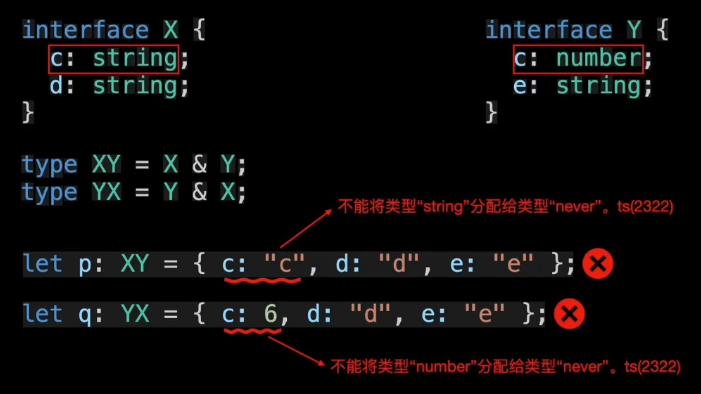 interface X {
c: string;
d: string;
}
interface Y {
c: number;
e: string;
}
type XY = X & Y;
type YX = Y & X;
不能将类型“string”分配给类型“never”。ts(2322)
let p: XY = { c: "c", d: "d", e: "e" };
let q: YX = { c: 6, d: "d", e: "e" };
不能将类型“number”分配给类型“never”。ts(2322)